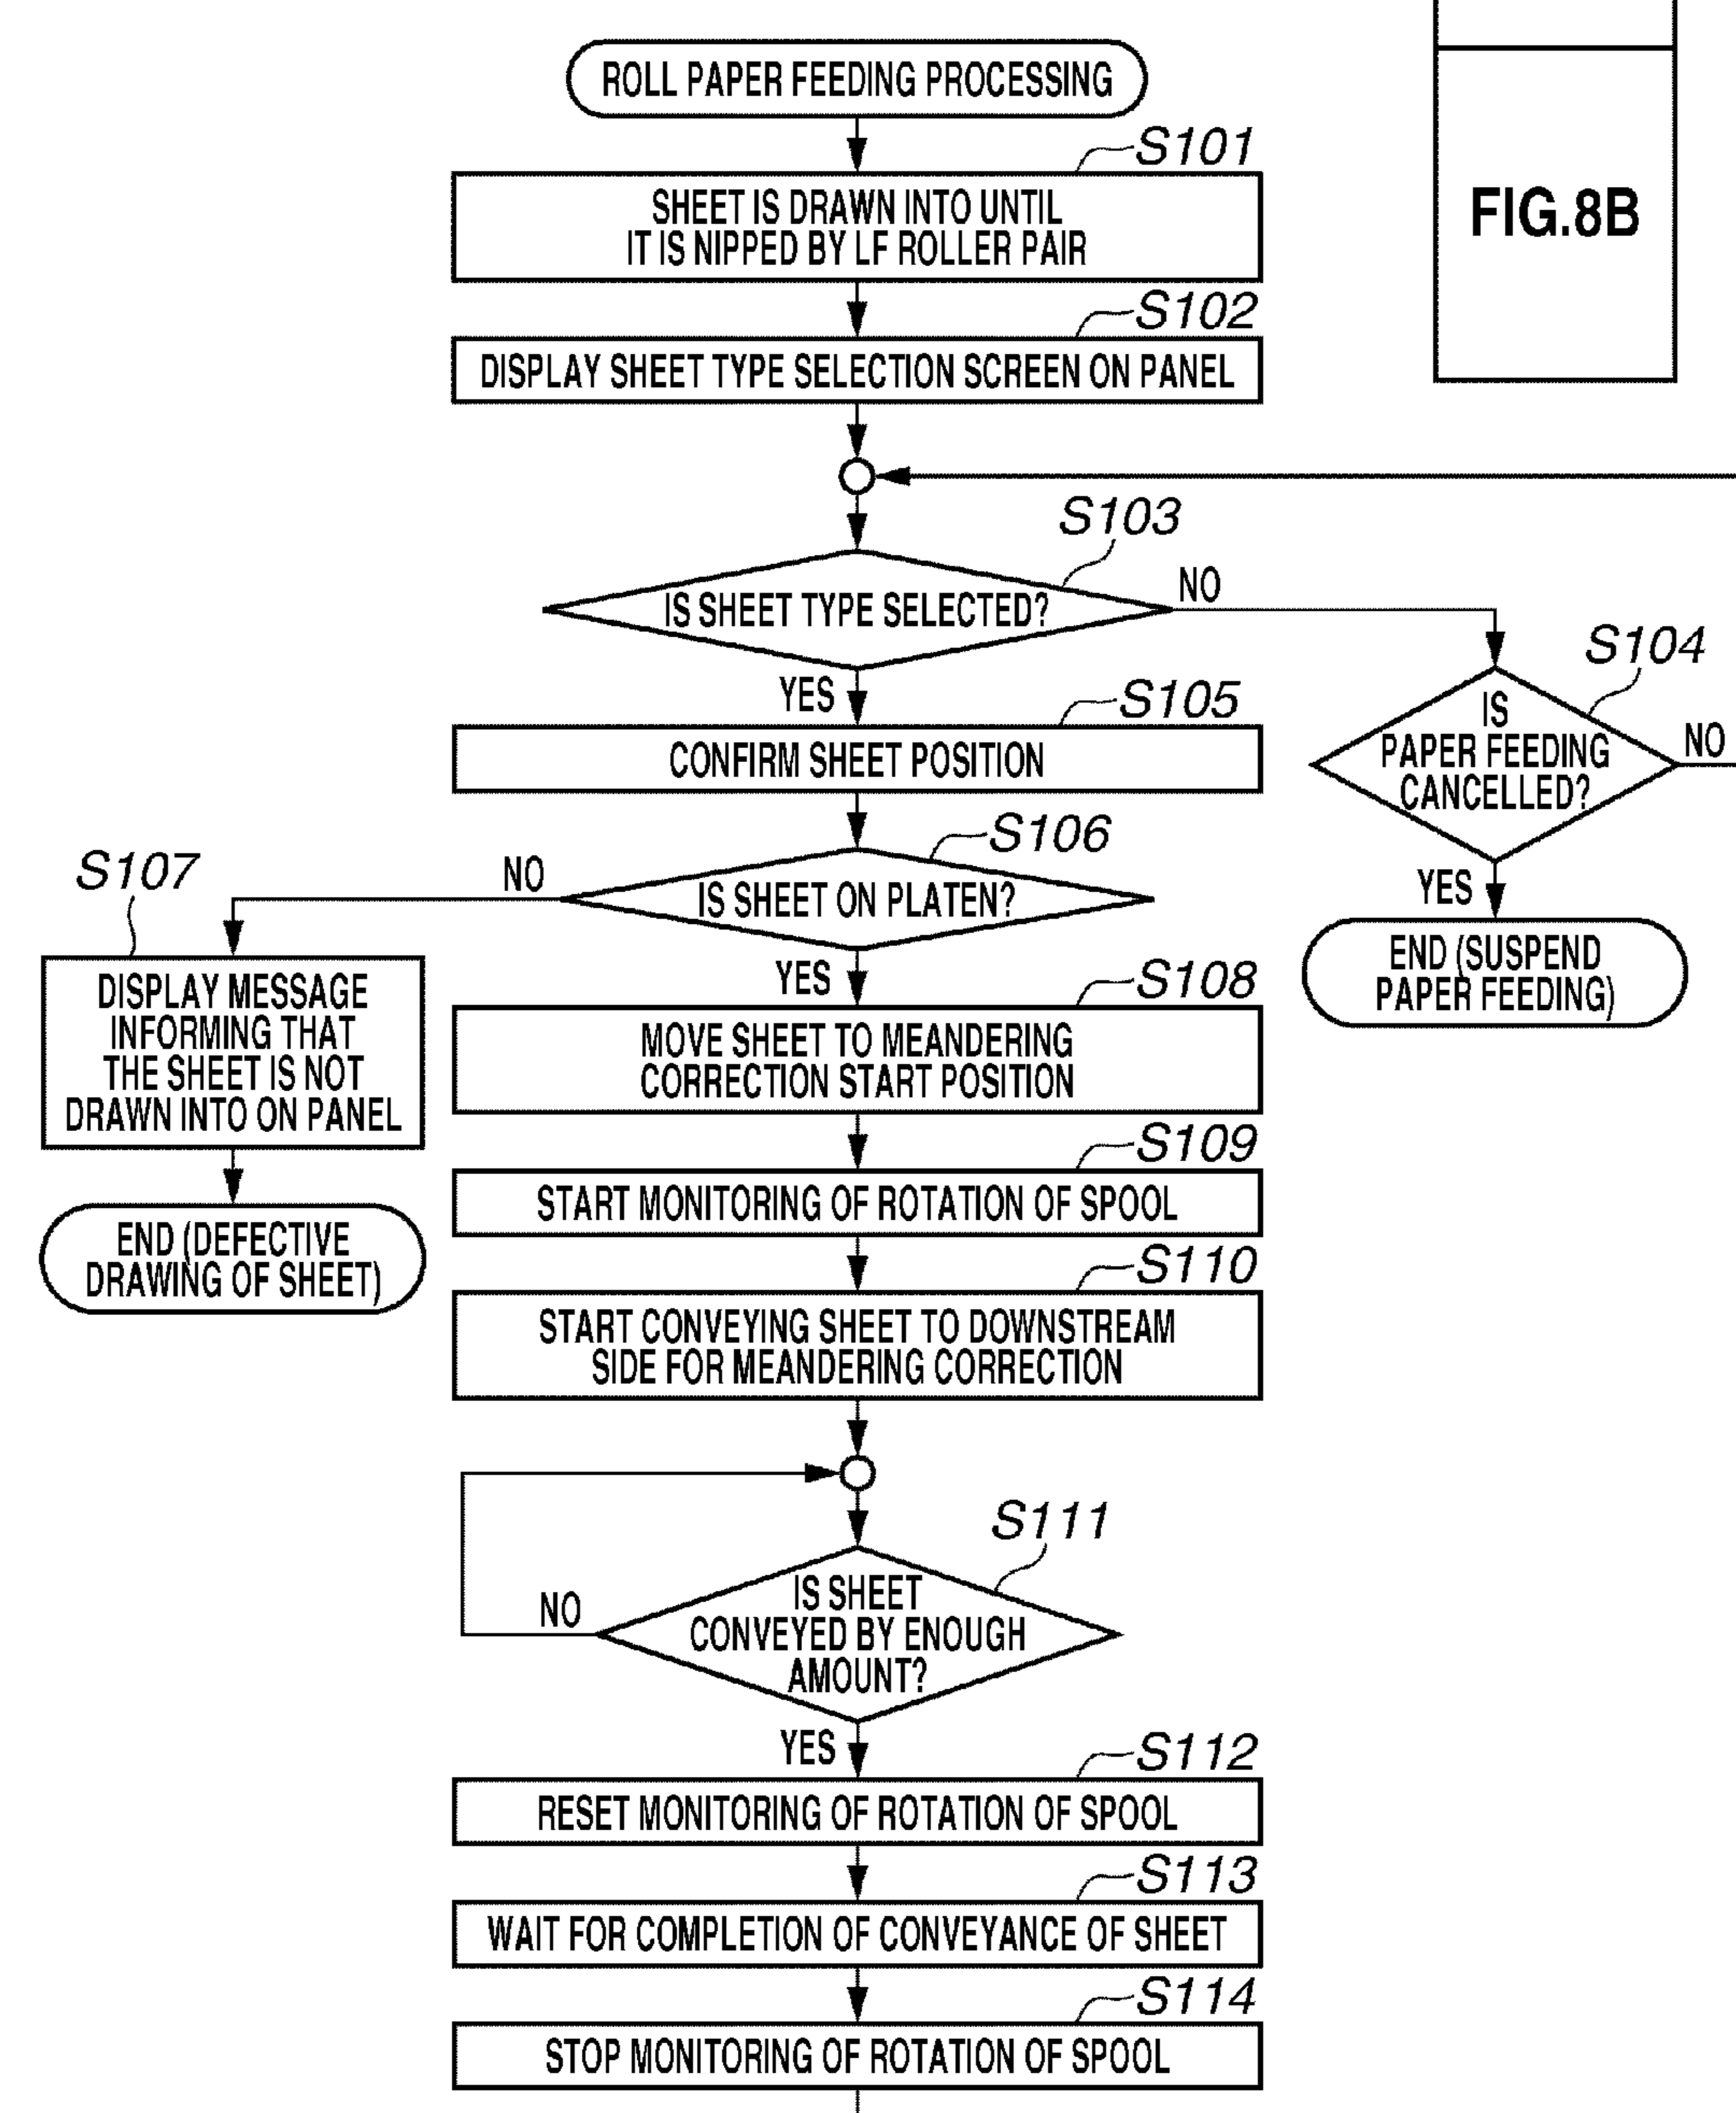 ROLL PAPER FEEDING PROCESSING
S101
SHEET IS DRAWN INTO UNTIL
IT IS NIPPED BY LF ROLLER PAIR
FIG.8B
S102
DISPLAY SHEET TYPE SELECTION SCREEN ON PANEL
S103
IS SHEET TYPE SELECTED?
NO
S104
IS
PAPER FEEDING
CANCELLED?
NO
YES
END (SUSPEND
PAPER FEEDING)
YES
S105
CONFIRM SHEET POSITION
S106
IS SHEET ON PLATEN?
NO
S107
DISPLAY MESSAGE
INFORMING THAT
THE SHEET IS NOT
DRAWN INTO ON PANEL
END (DEFECTIVE
DRAWING OF SHEET)
YES
S108
MOVE SHEET TO MEANDERING
CORRECTION START POSITION
S109
START MONITORING OF ROTATION OF SPOOL
S110
START CONVEYING SHEET TO DOWNSTREAM
SIDE FOR MEANDERING CORRECTION
S111
IS SHEET
CONVEYED BY ENOUGH
AMOUNT?
NO
YES
S112
RESET MONITORING OF ROTATION OF SPOOL
S113
WAIT FOR COMPLETION OF CONVEYANCE OF SHEET
S114
STOP MONITORING OF ROTATION OF SPOOL